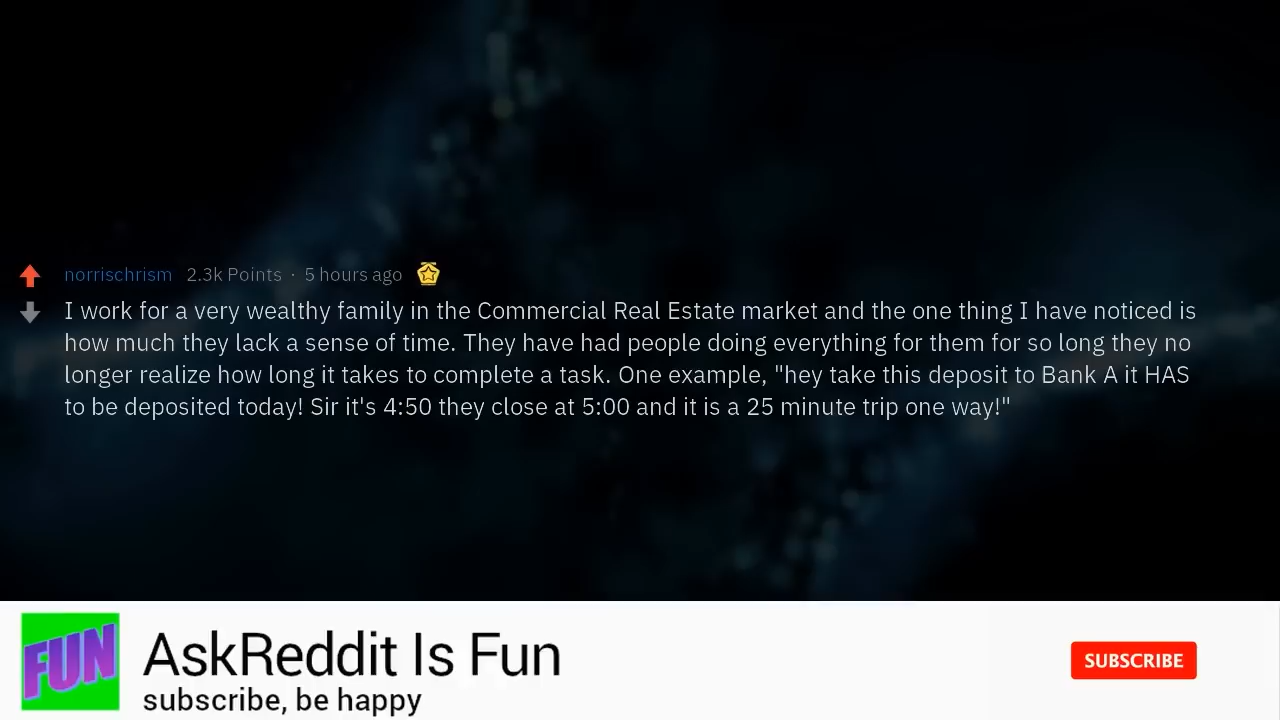 norrischrism 2.3k Points · 5 hours ago
I work for a very wealthy family in the Commercial Real Estate market and the one thing I have noticed is
how much they lack a sense of time. They have had people doing everything for them for so long they no
longer realize how long it takes to complete a task. One example, "hey take this deposit to Bank A it HAS
to be deposited today! Sir it's 4:50 they close at 5:00 and it is a 25 minute trip one way!"
FUN
AskReddit Is Fun
subscribe, be happy
SUBSCRIBE